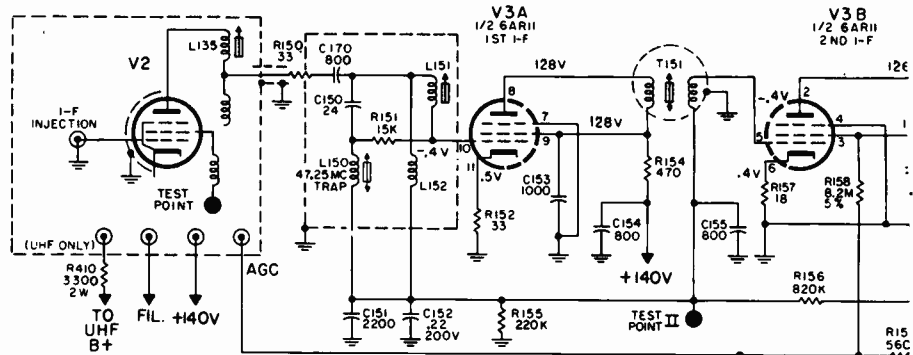 V3A
1/2 6AR11
1ST I-F
V3B
1/2 6AR11
2ND I-F
L135
R150
33
C170
800
L151
V2
I-F
INJECTION
TEST
POINT
(UHF ONLY)
AGC
R410
3300
2W
TO
UHF
B+
FIL.
+140V
C150
24
R151
15K
L150
47.25MC
TRAP
L152
-.4V
10
11
8
7
9
.5V
R152
33
C153
1000
128V
128V
T151
R154
470
C154
800
+140V
C155
800
-.4V
2
4
3
5
6
.4V
R157
18
R158
8.2M
5%
R156
820K
C151
2200
C152
.22
200V
R155
220K
TEST
POINT II